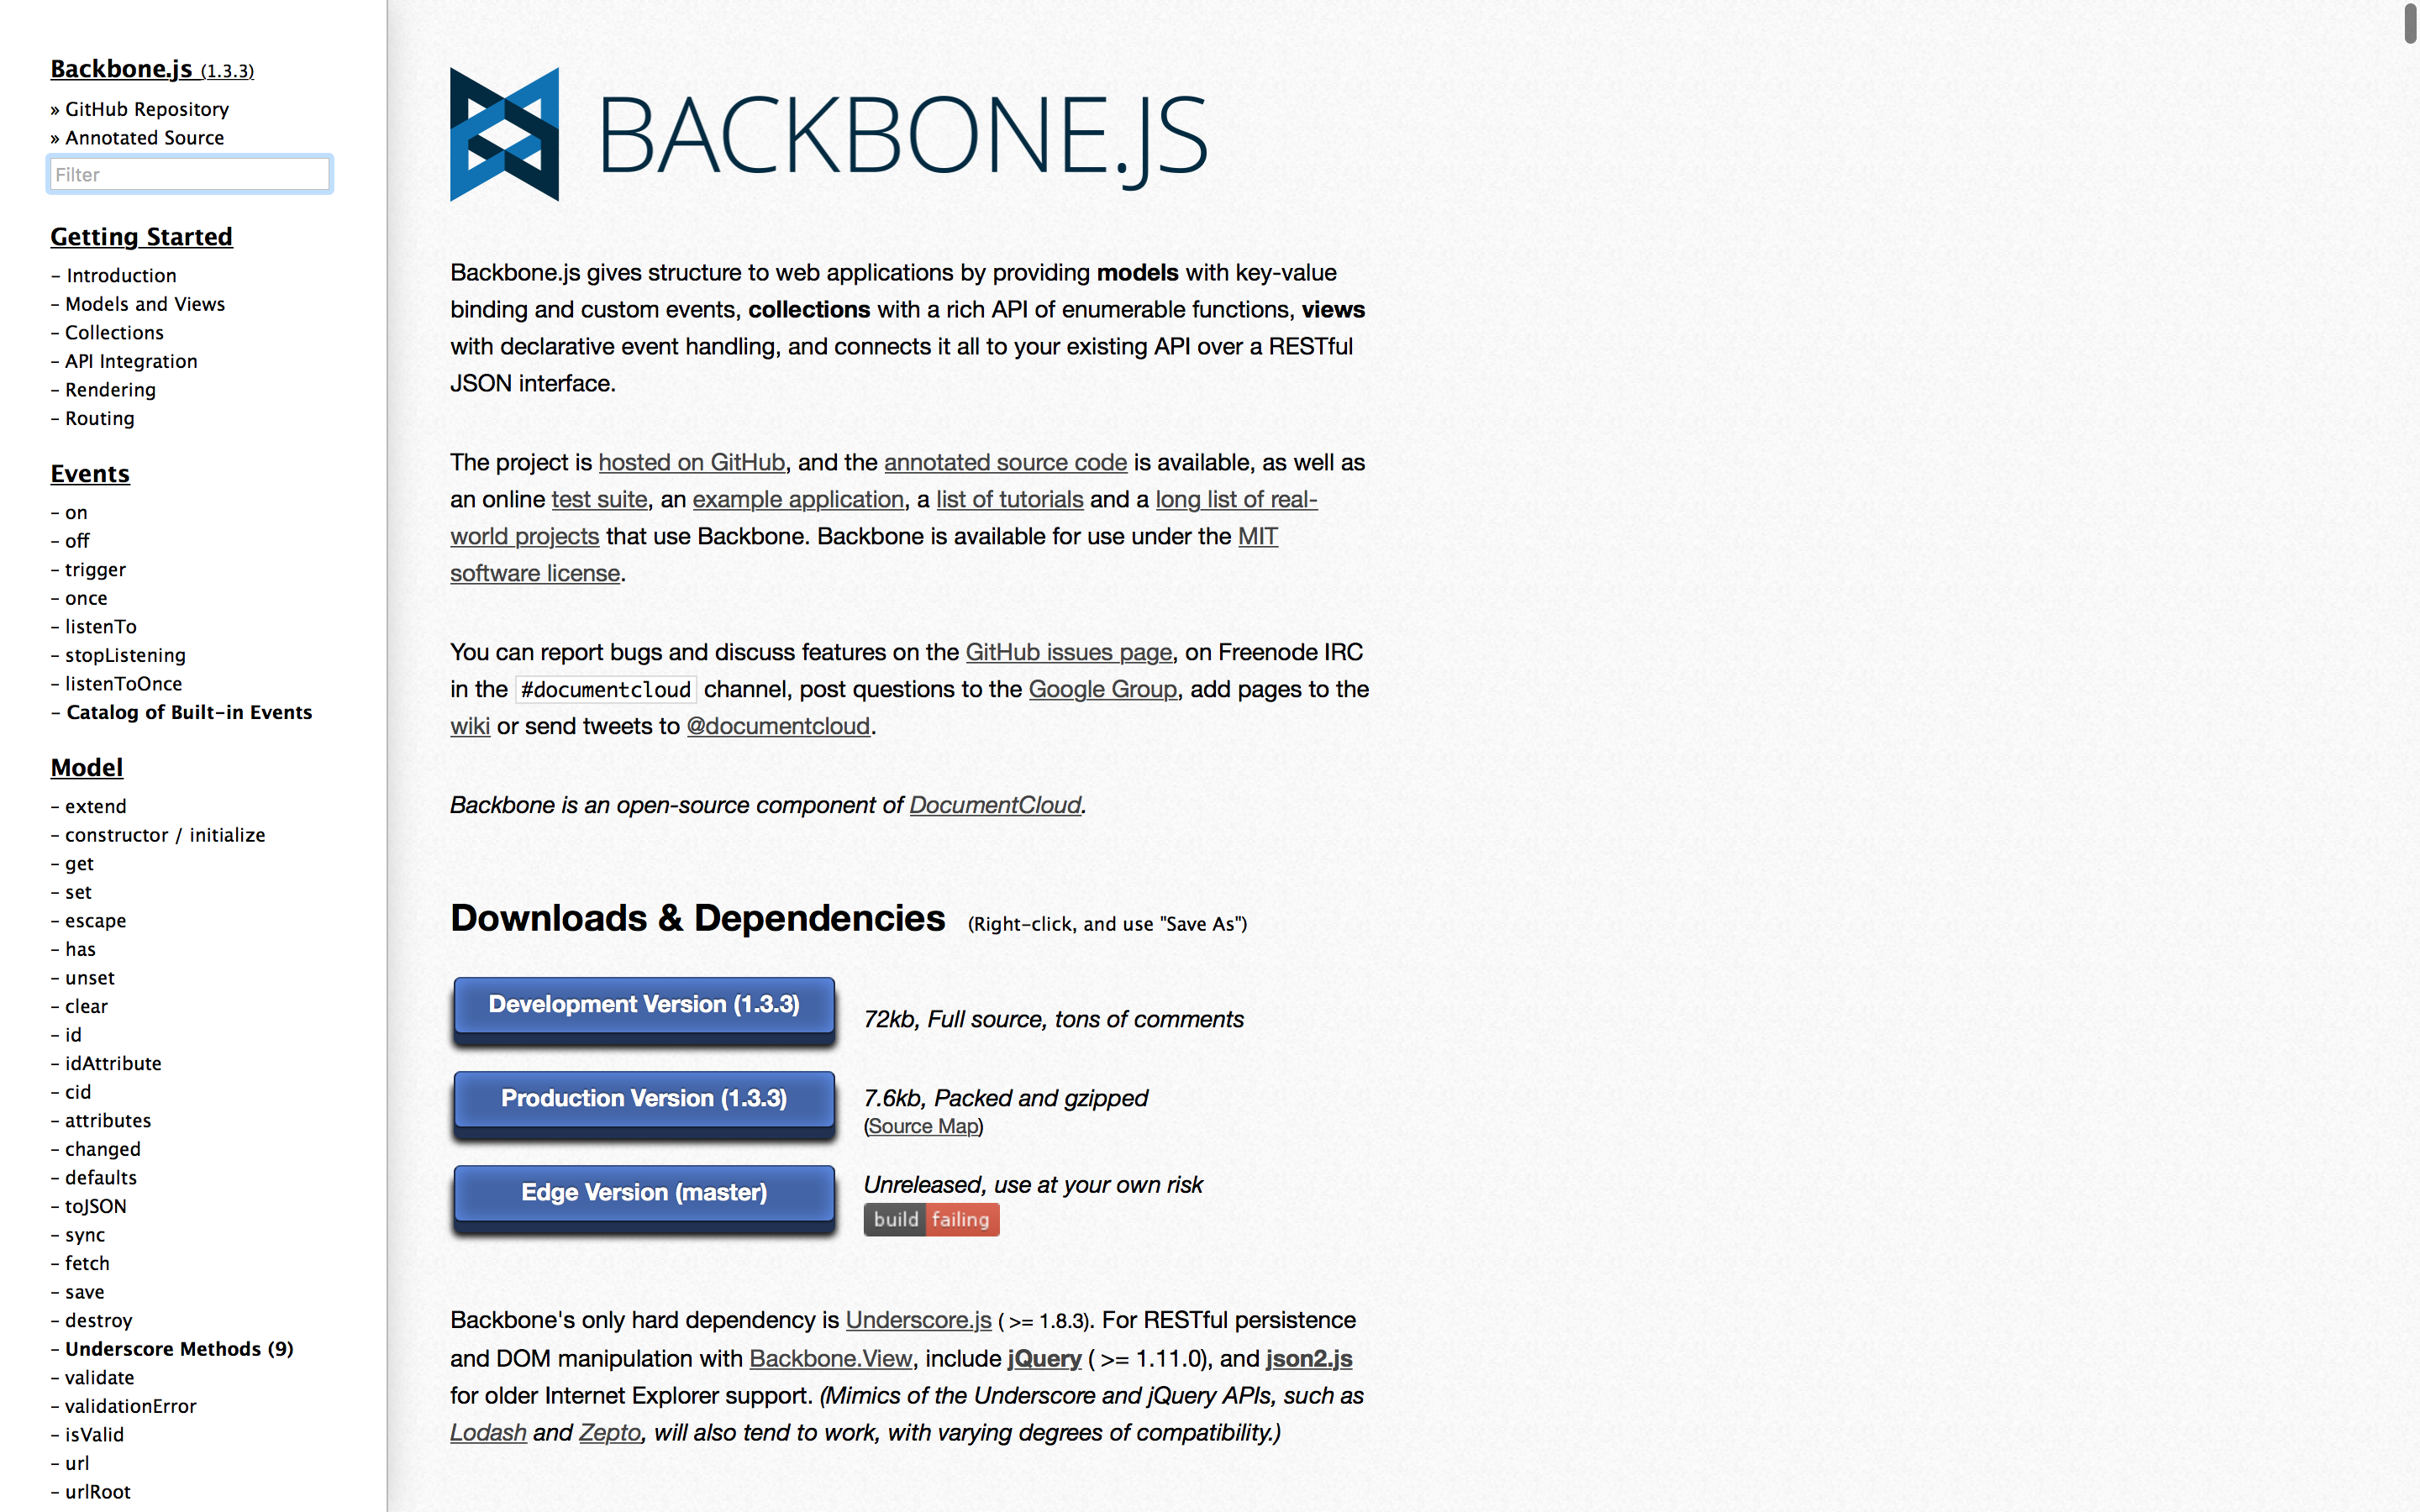 Backbone.js (1.3.3)
» GitHub Repository
» Annotated Source
Filter
Getting Started
– Introduction
– Models and Views
– Collections
– API Integration
– Rendering
– Routing
Events
– on
– off
– trigger
– once
– listenTo
– stopListening
– listenToOnce
– Catalog of Built-in Events
Model
– extend
– constructor / initialize
– get
– set
– escape
– has
– unset
– clear
– id
– idAttribute
– cid
– attributes
– changed
– defaults
– toJSON
– sync
– fetch
– save
– destroy
– Underscore Methods (9)
– validate
– validationError
– isValid
– url
– urlRoot
BACKBONE.JS
Backbone.js gives structure to web applications by providing models with key-value
binding and custom events, collections with a rich API of enumerable functions, views
with declarative event handling, and connects it all to your existing API over a RESTful
JSON interface.
The project is hosted on GitHub, and the annotated source code is available, as well as
an online test suite, an example application, a list of tutorials and a long list of real-
world projects that use Backbone. Backbone is available for use under the MIT
software license.
You can report bugs and discuss features on the GitHub issues page, on Freenode IRC
in the #documentcloud channel, post questions to the Google Group, add pages to the
wiki or send tweets to @documentcloud.
Backbone is an open-source component of DocumentCloud.
Downloads & Dependencies (Right-click, and use "Save As")
Development Version (1.3.3) 72kb, Full source, tons of comments
Production Version (1.3.3) 7.6kb, Packed and gzipped
(Source Map)
Edge Version (master) Unreleased, use at your own risk
build failing
Backbone's only hard dependency is Underscore.js ( >= 1.8.3). For RESTful persistence
and DOM manipulation with Backbone.View, include jQuery ( >= 1.11.0), and json2.js
for older Internet Explorer support. (Mimics of the Underscore and jQuery APIs, such as
Lodash and Zepto, will also tend to work, with varying degrees of compatibility.)